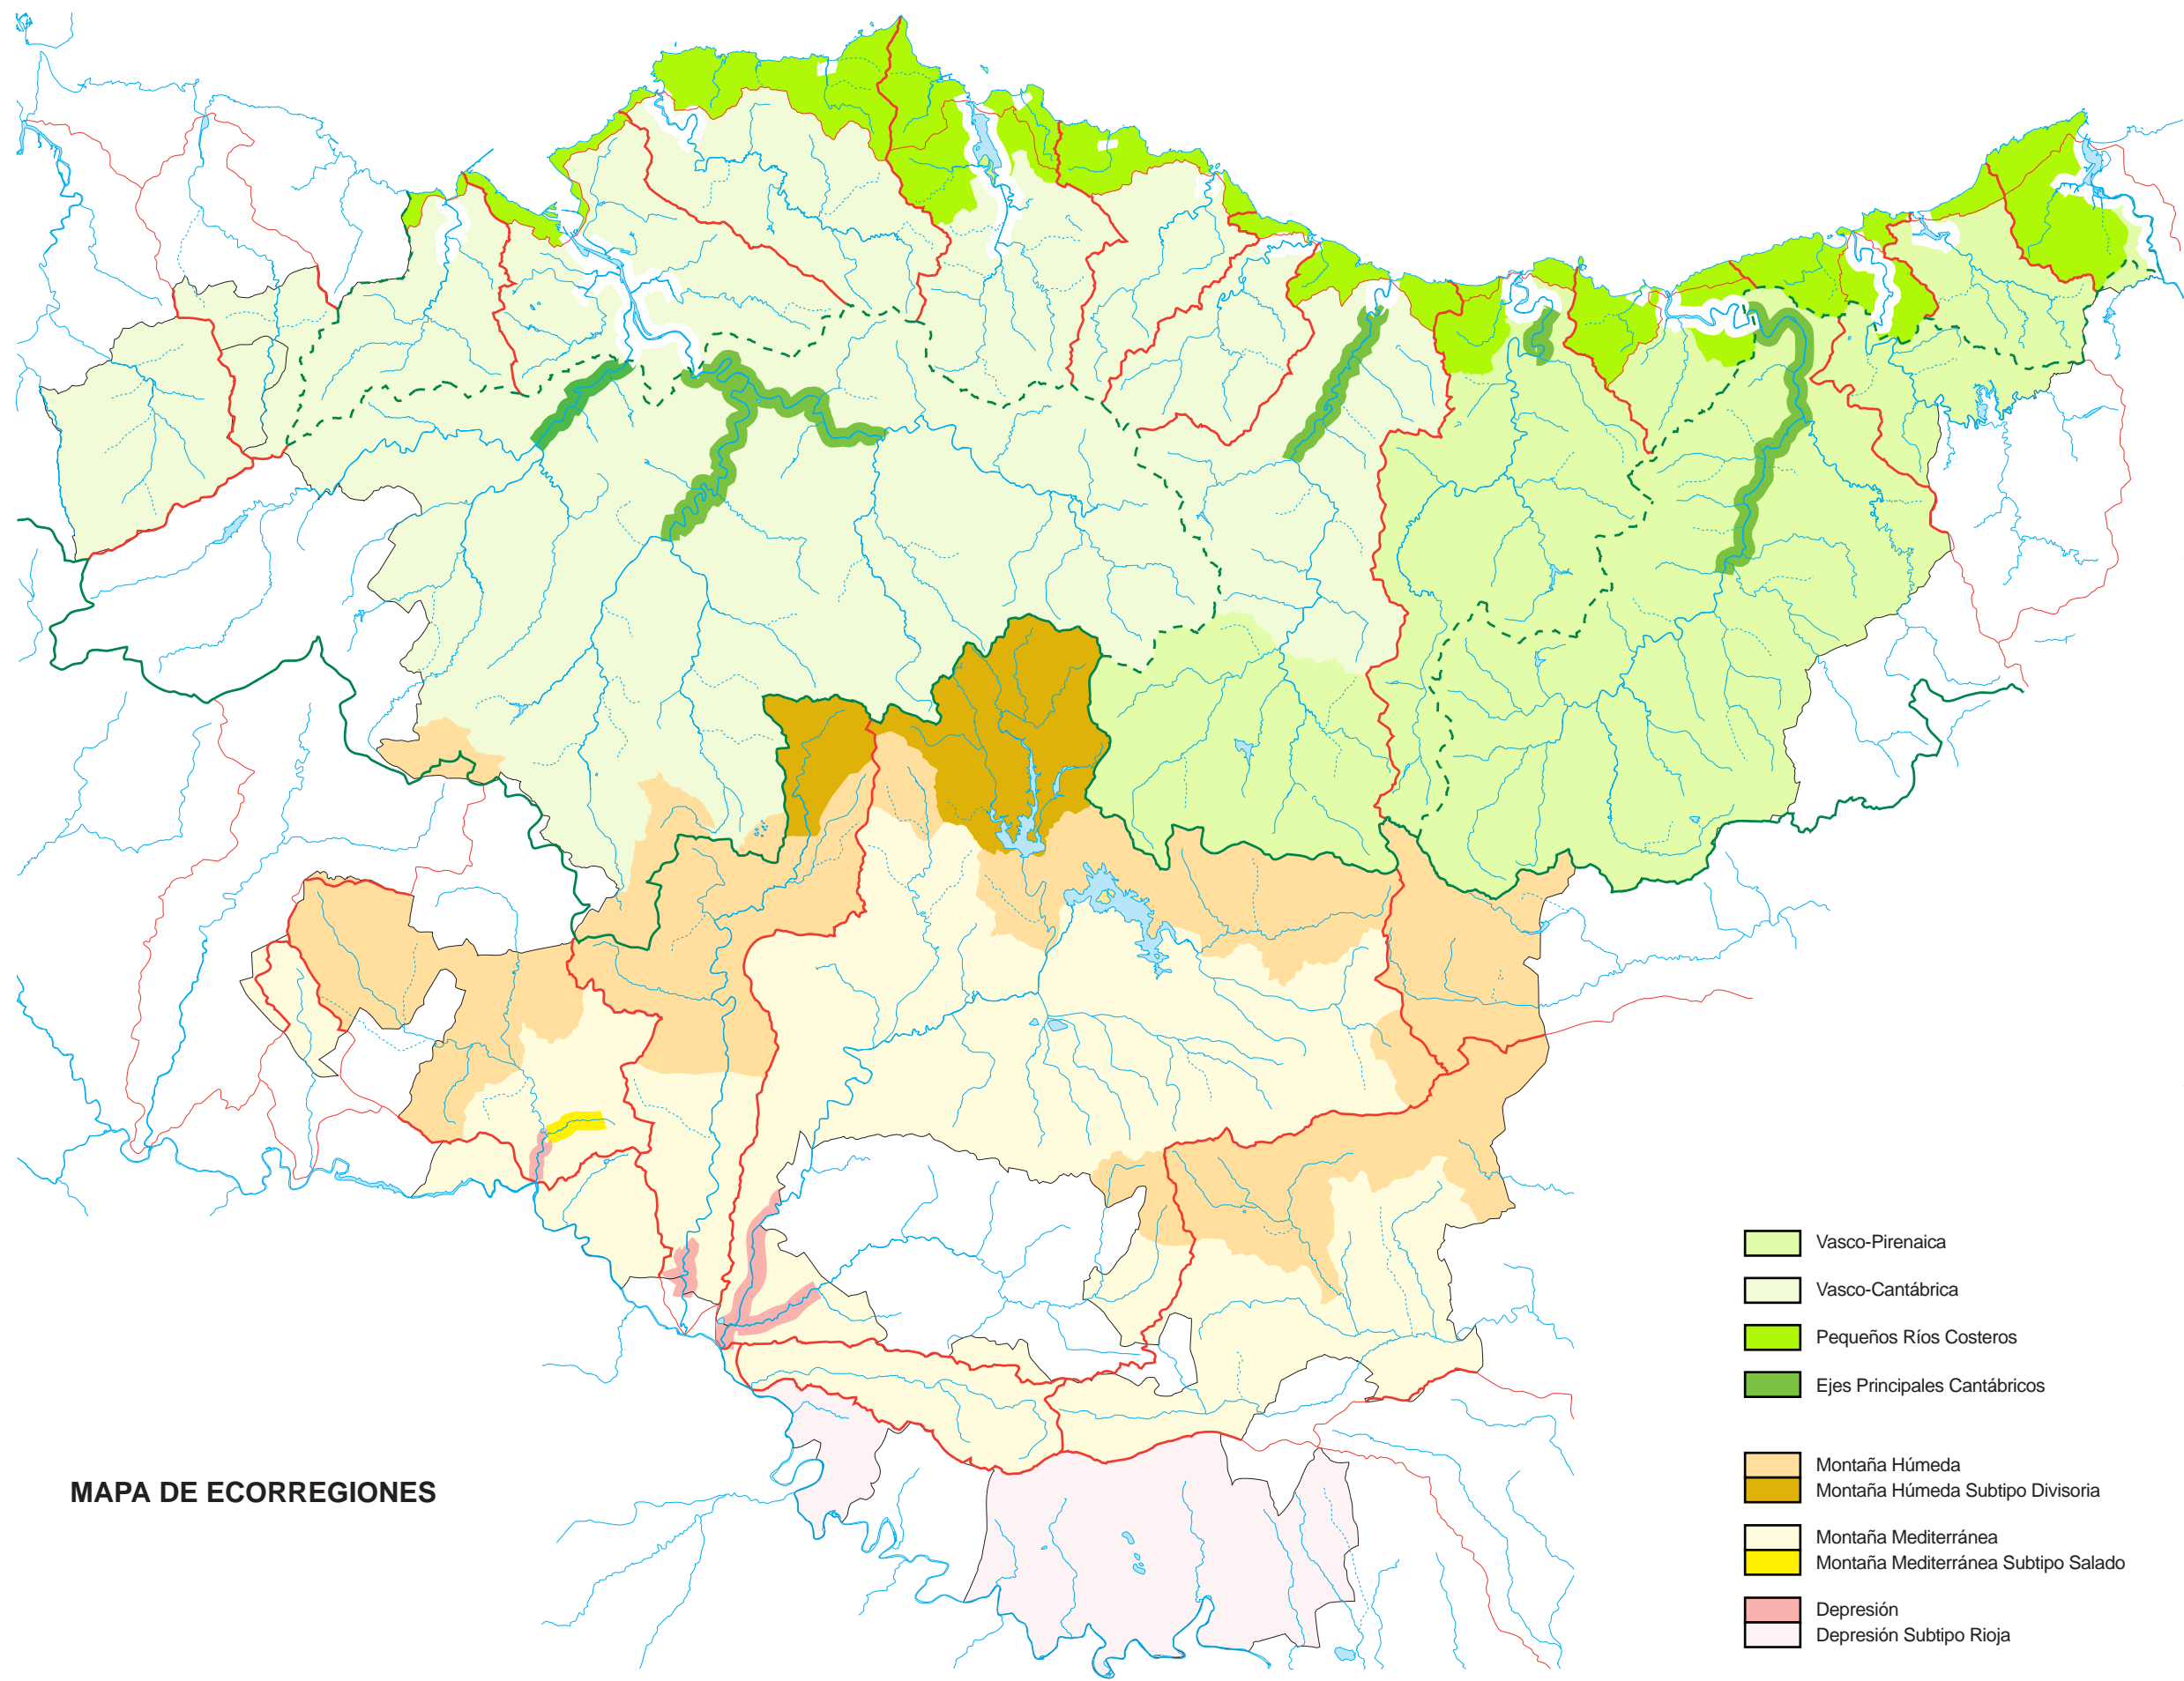 Vasco-Pirenaica
Vasco-Cantábrica
Pequeños Ríos Costeros
Ejes Principales Cantábricos
Montaña Húmeda
Montaña Húmeda Subtipo Divisoria
Montaña Mediterránea
Montaña Mediterránea Subtipo Salado
Depresión
Depresión Subtipo Rioja
MAPA DE ECORREGIONES